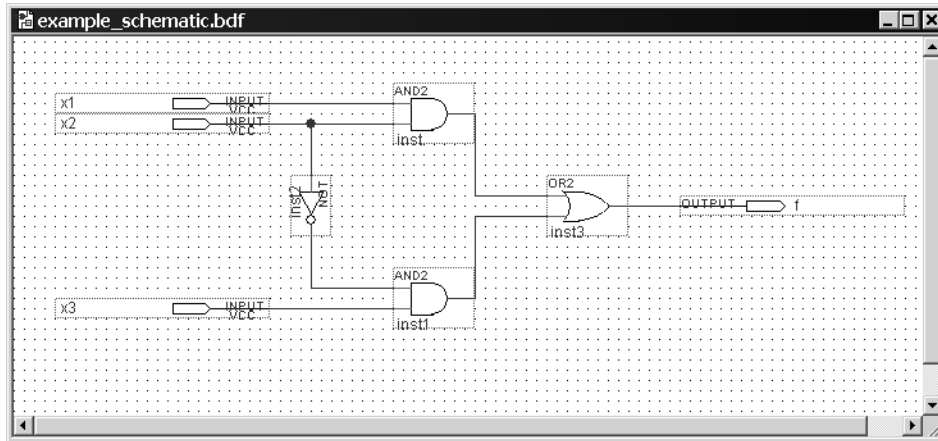 example_schematic.bdf
AND2
x1 INPUT
VCC
x2 INPUT
VCC
inst
inst2
NOT
OR2
OUTPUT f
inst3
AND2
x3 INPUT
VCC
inst1